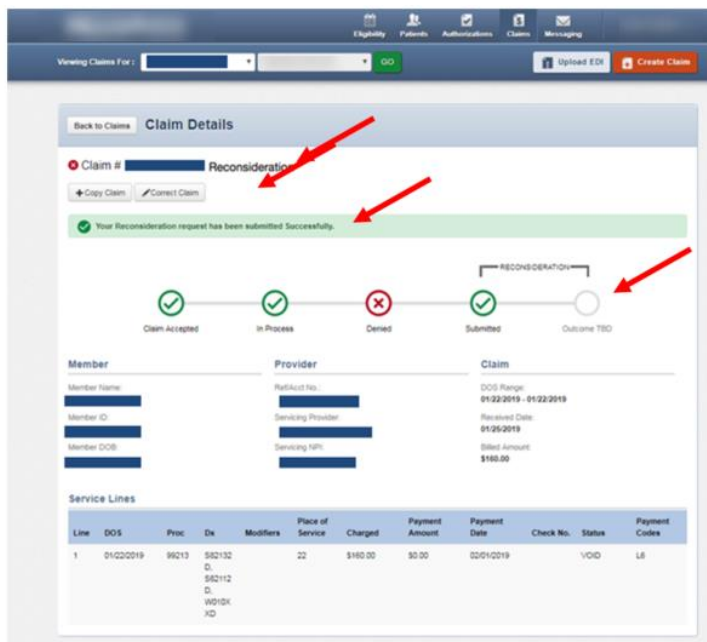 Eligibility Patients Authorizations Claims Messaging
Viewing Claims For : GO Upload EDI Create Claim
Back to Claims Claim Details
Claim # Reconsideration
Copy Claim Correct Claim
Your Reconsideration request has been submitted Successfully.
RECONSIDERATION
Claim Accepted In Process Denied Submitted Outcome TBD
Member Provider Claim
Member Name: Ref/Acct No.: DOS Range:
01/22/2019 - 01/22/2019
Member ID: Servicing Provider: Received Date:
01/25/2019
Member DOB: Servicing NPI: Billed Amount:
$160.00
Service Lines
Line DOS Proc Dx Modifiers Place of Service Charged Payment Amount Payment Date Check No. Status Payment Codes
1 01/22/2019 99213 S82132 22 $160.00 $0.00 02/01/2019 VOID L6
D,
S82112
D,
W010X
XD